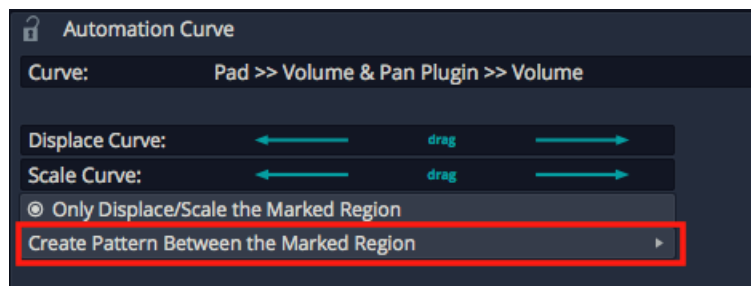 Automation Curve
Curve: Pad >> Volume & Pan Plugin >> Volume
Displace Curve: drag
Scale Curve: drag
Only Displace/Scale the Marked Region
Create Pattern Between the Marked Region